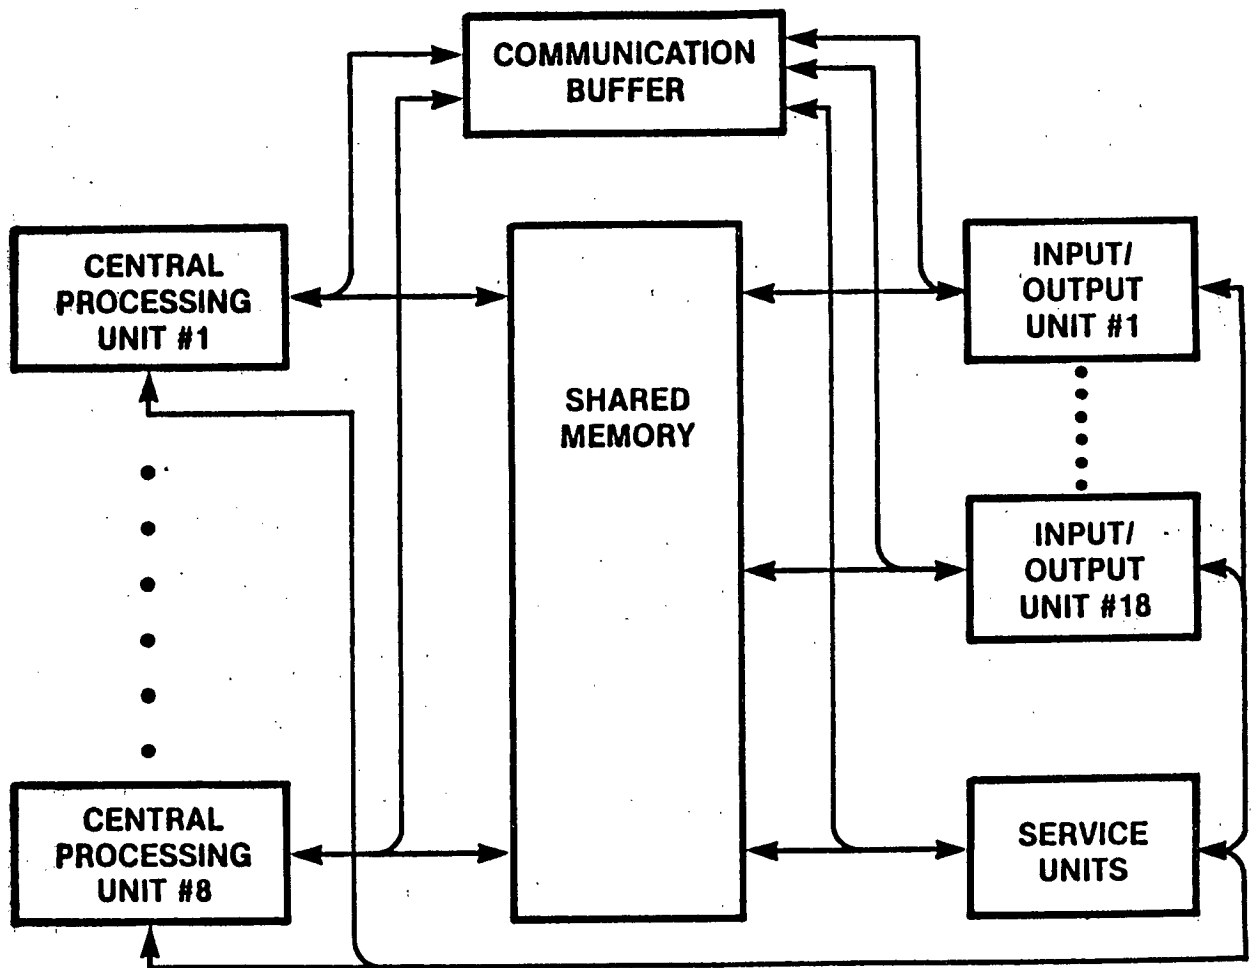 COMMUNICATION
BUFFER
CENTRAL
PROCESSING
UNIT #1
SHARED
MEMORY
INPUT/
OUTPUT
UNIT #1
INPUT/
OUTPUT
UNIT #18
CENTRAL
PROCESSING
UNIT #8
SERVICE
UNITS